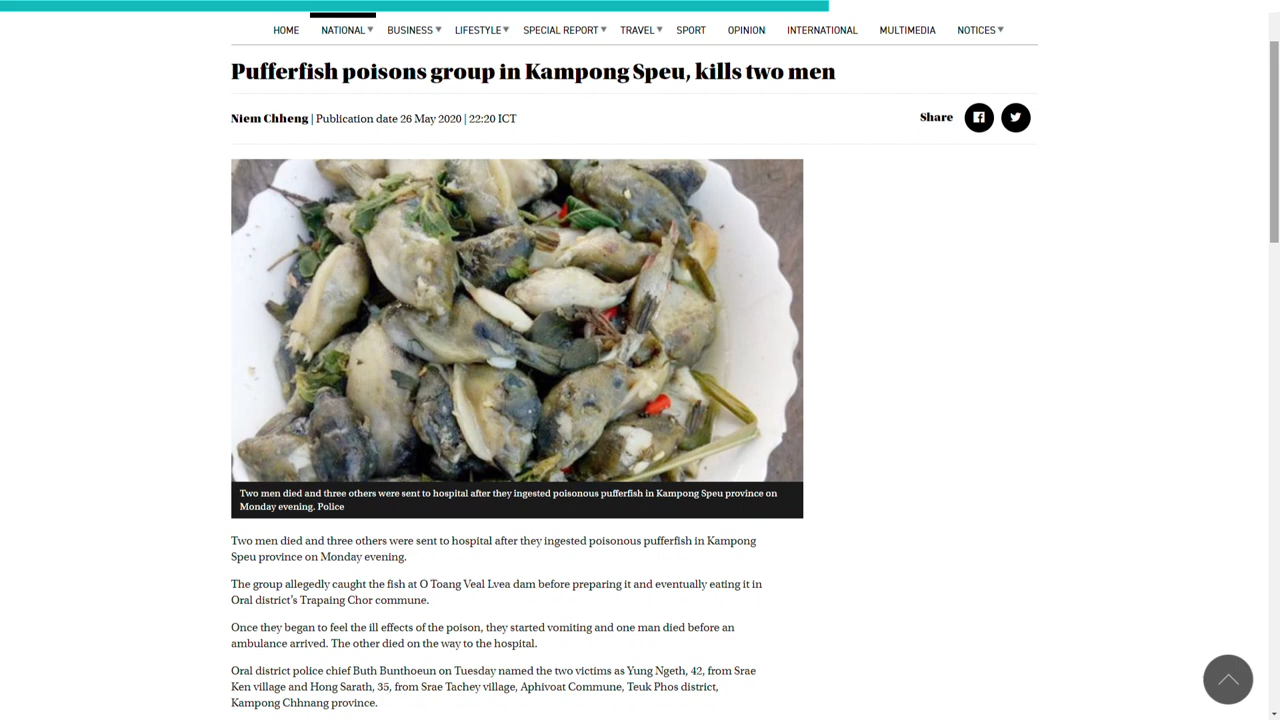 HOME NATIONAL BUSINESS LIFESTYLE SPECIAL REPORT TRAVEL SPORT OPINION INTERNATIONAL MULTIMEDIA NOTICES
Pufferfish poisons group in Kampong Speu, kills two men
Niem Chheng | Publication date 26 May 2020 | 22:20 ICT
Share
Two men died and three others were sent to hospital after they ingested poisonous pufferfish in Kampong Speu province on
Monday evening. Police
Two men died and three others were sent to hospital after they ingested poisonous pufferfish in Kampong
Speu province on Monday evening.
The group allegedly caught the fish at O Toang Veal Lvea dam before preparing it and eventually eating it in
Oral district's Trapaing Chor commune.
Once they began to feel the ill effects of the poison, they started vomiting and one man died before an
ambulance arrived. The other died on the way to the hospital.
Oral district police chief Buth Bunthoeun on Tuesday named the two victims as Yung Ngeth, 42, from Srae
Ken village and Hong Sarath, 35, from Srae Tachey village, Aphivoat Commune, Teuk Phos district,
Kampong Chhnang province.